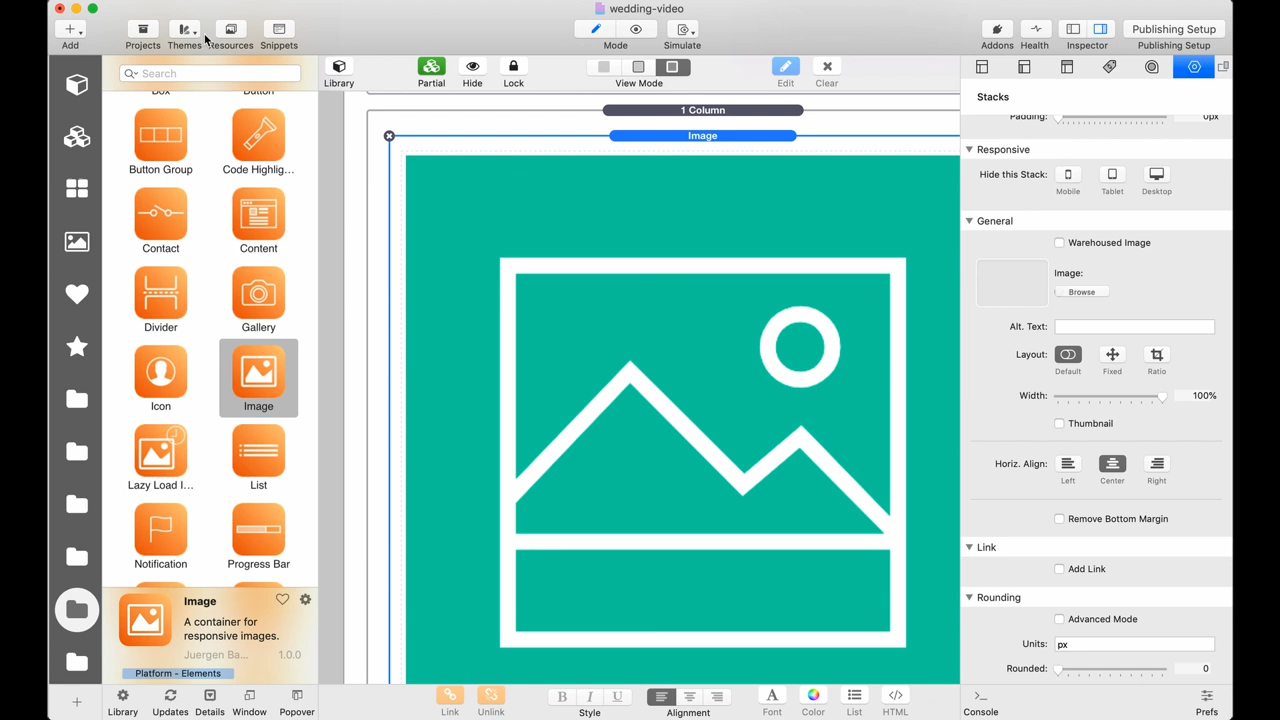 wedding-video
Add
Projects
Themes
Resources
Snippets
Mode
Simulate
Addons
Health
Inspector
Publishing Setup
Publishing Setup
Search
Library
Partial
Hide
Lock
View Mode
Edit
Clear
Stacks
Box
Button
Button Group
Code Highlig...
Contact
Content
Divider
Gallery
Icon
Image
Lazy Load I...
List
Notification
Progress Bar
Image
A container for
responsive images.
Juergen Ba...
1.0.0
Platform - Elements
Library
Updates
Details
Window
Popover
1 Column
Image
Link
Unlink
B I U
Style
Alignment
A
Font
Color
List
HTML
Padding:
0px
Responsive
Hide this Stack:
Mobile
Tablet
Desktop
General
Warehoused Image
Image:
Browse
Alt. Text:
Layout:
Default
Fixed
Ratio
Width:
100%
Thumbnail
Horiz. Align:
Left
Center
Right
Remove Bottom Margin
Link
Add Link
Rounding
Advanced Mode
Units:
px
Rounded:
0
Console
Prefs